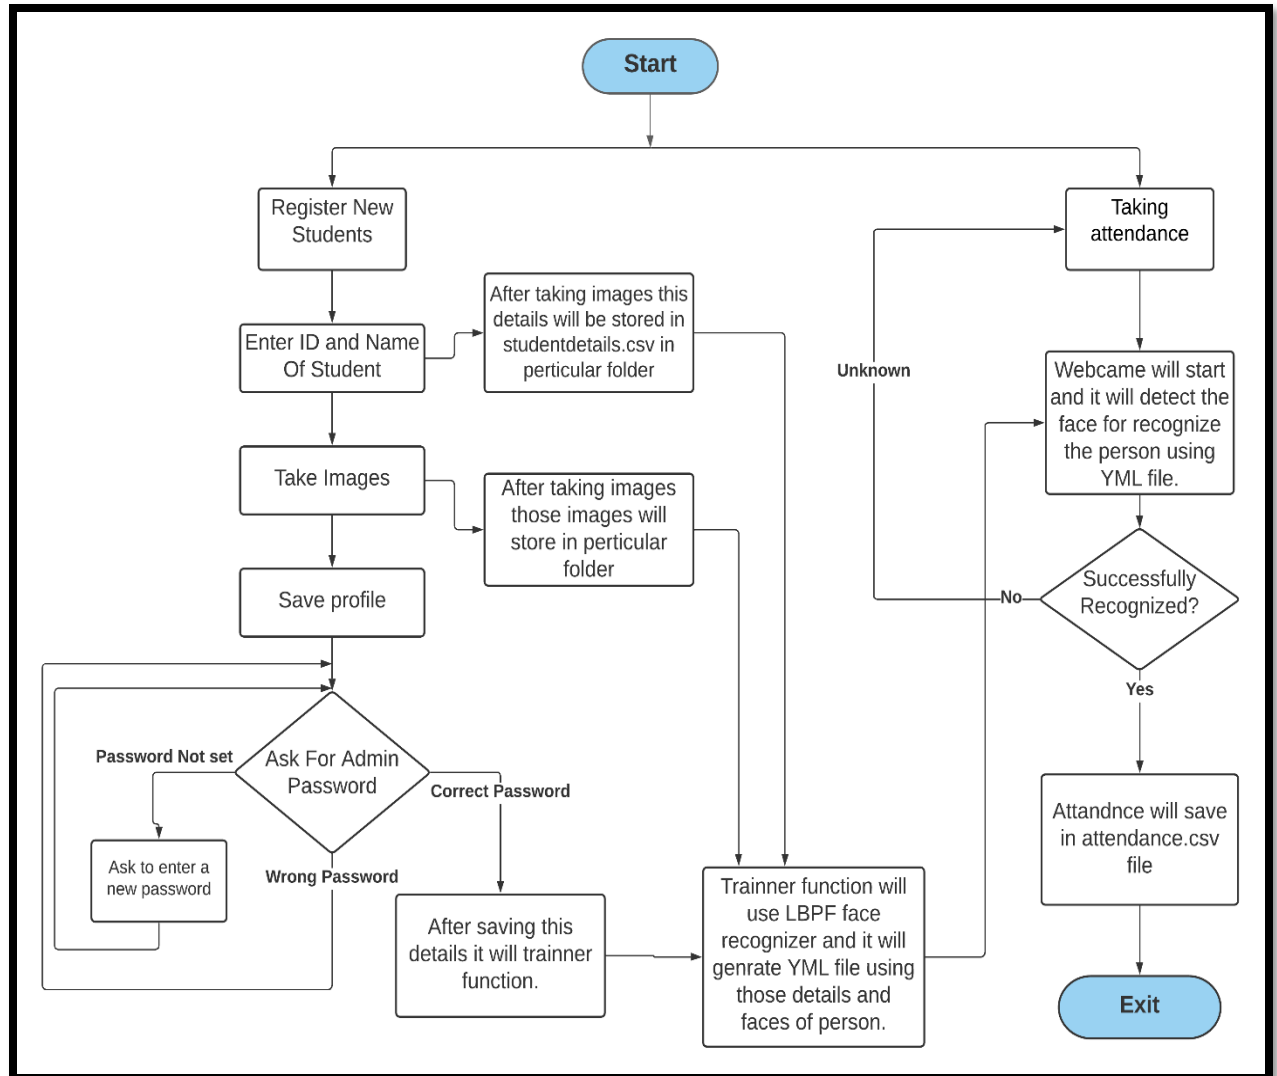 Start
Register New
Students
Taking
attendance
Enter ID and Name
Of Student
After taking images this
details will be stored in
studentdetails.csv in
perticular folder
Unknown
Webcame will start
and it will detect the
face for recognize
the person using
YML file.
Take Images
After taking images
those images will
store in perticular
folder
Save profile
No
Successfully
Recognized?
Yes
Password Not set
Ask For Admin
Password
Correct Password
Ask to enter a
new password
Wrong Password
After saving this
details it will trainner
function.
Trainner function will
use LBPF face
recognizer and it will
genrate YML file using
those details and
faces of person.
Attandnce will save
in attendance.csv
file
Exit